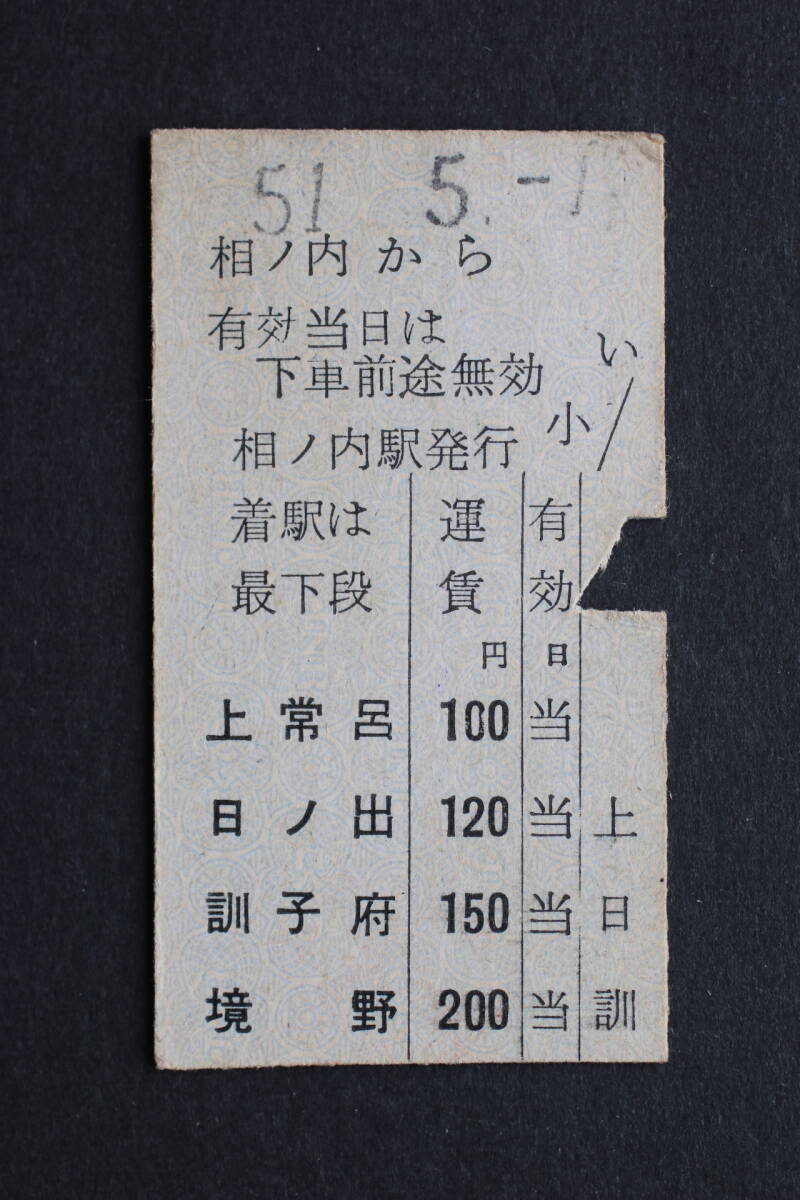 51 5.-1
相ノ内から
有効当日は
下車前途無効
い
小
相ノ内駅発行
着駅は 運 有
最下段 賃 効
円 日
上常呂 100 当
日ノ出 120 当 上
訓子府 150 当 日
境野 200 当 訓